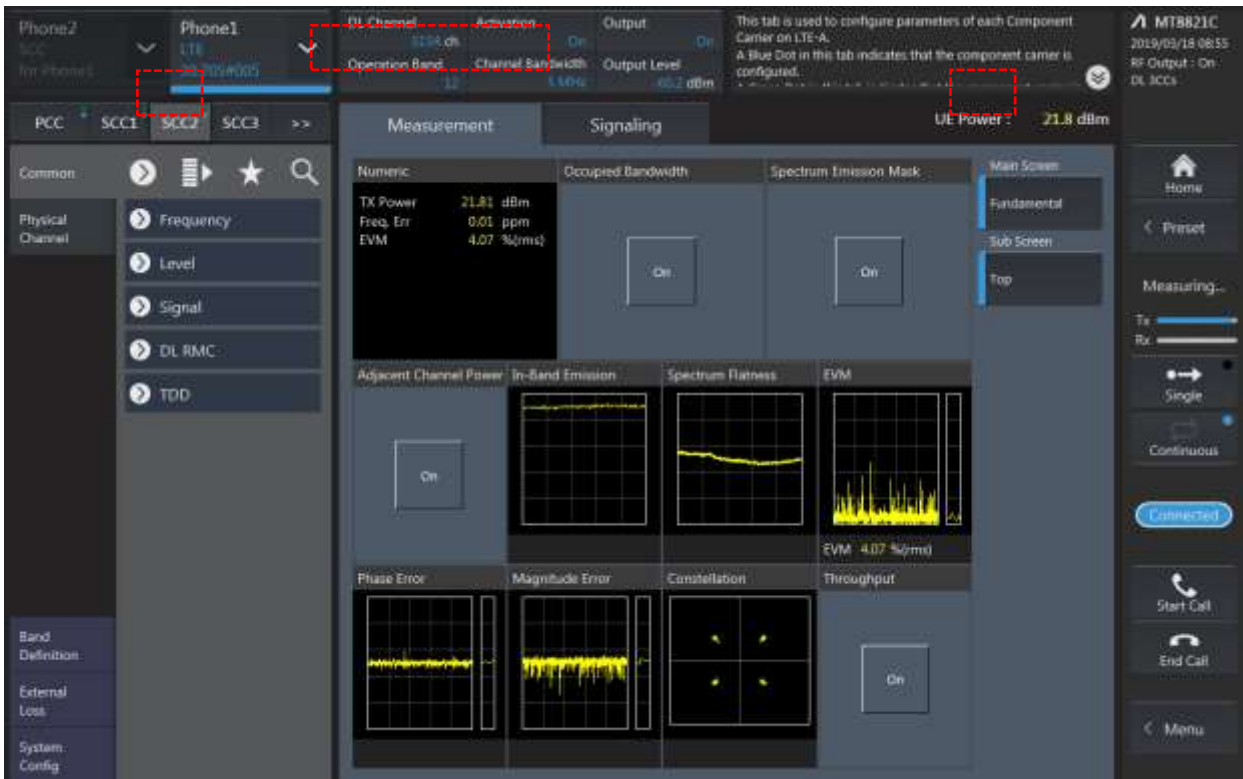 Phone2
SCC
for Phone1
Phone1
LTE
30.70S#005
DL Channel
ch
Activation
On
Output
On
Operation Band
12
Channel Bandwidth
5 MHz
Output Level
dBm
This tab is used to configure parameters of each Component
Carrier on LTE-A.
A Blue Dot in this tab indicates that the component carrier is
configured.
MT8821C
2019/03/18 08:55
RF Output : On
DL 3CCs
PCC
SCC1
SCC2
SCC3
>>
Measurement
Signaling
UE Power :
21.8 dBm
Common
Physical
Channel
Frequency
Level
Signal
DL RMC
TDD
Band
Definition
External
Loss
System
Config
Numeric
TX Power 21.81 dBm
Freq. Err 0.01 ppm
EVM 4.07 %(rms)
Occupied Bandwidth
On
Spectrum Emission Mask
On
Main Screen
Fundamental
Sub Screen
Top
Adjacent Channel Power
On
In-Band Emission
Spectrum Flatness
EVM
EVM 4.07 %(rms)
Phase Error
Magnitude Error
Constellation
Throughput
On
Home
< Preset
Measuring...
Tx
Rx
Single
Continuous
Connected
Start Call
End Call
< Menu